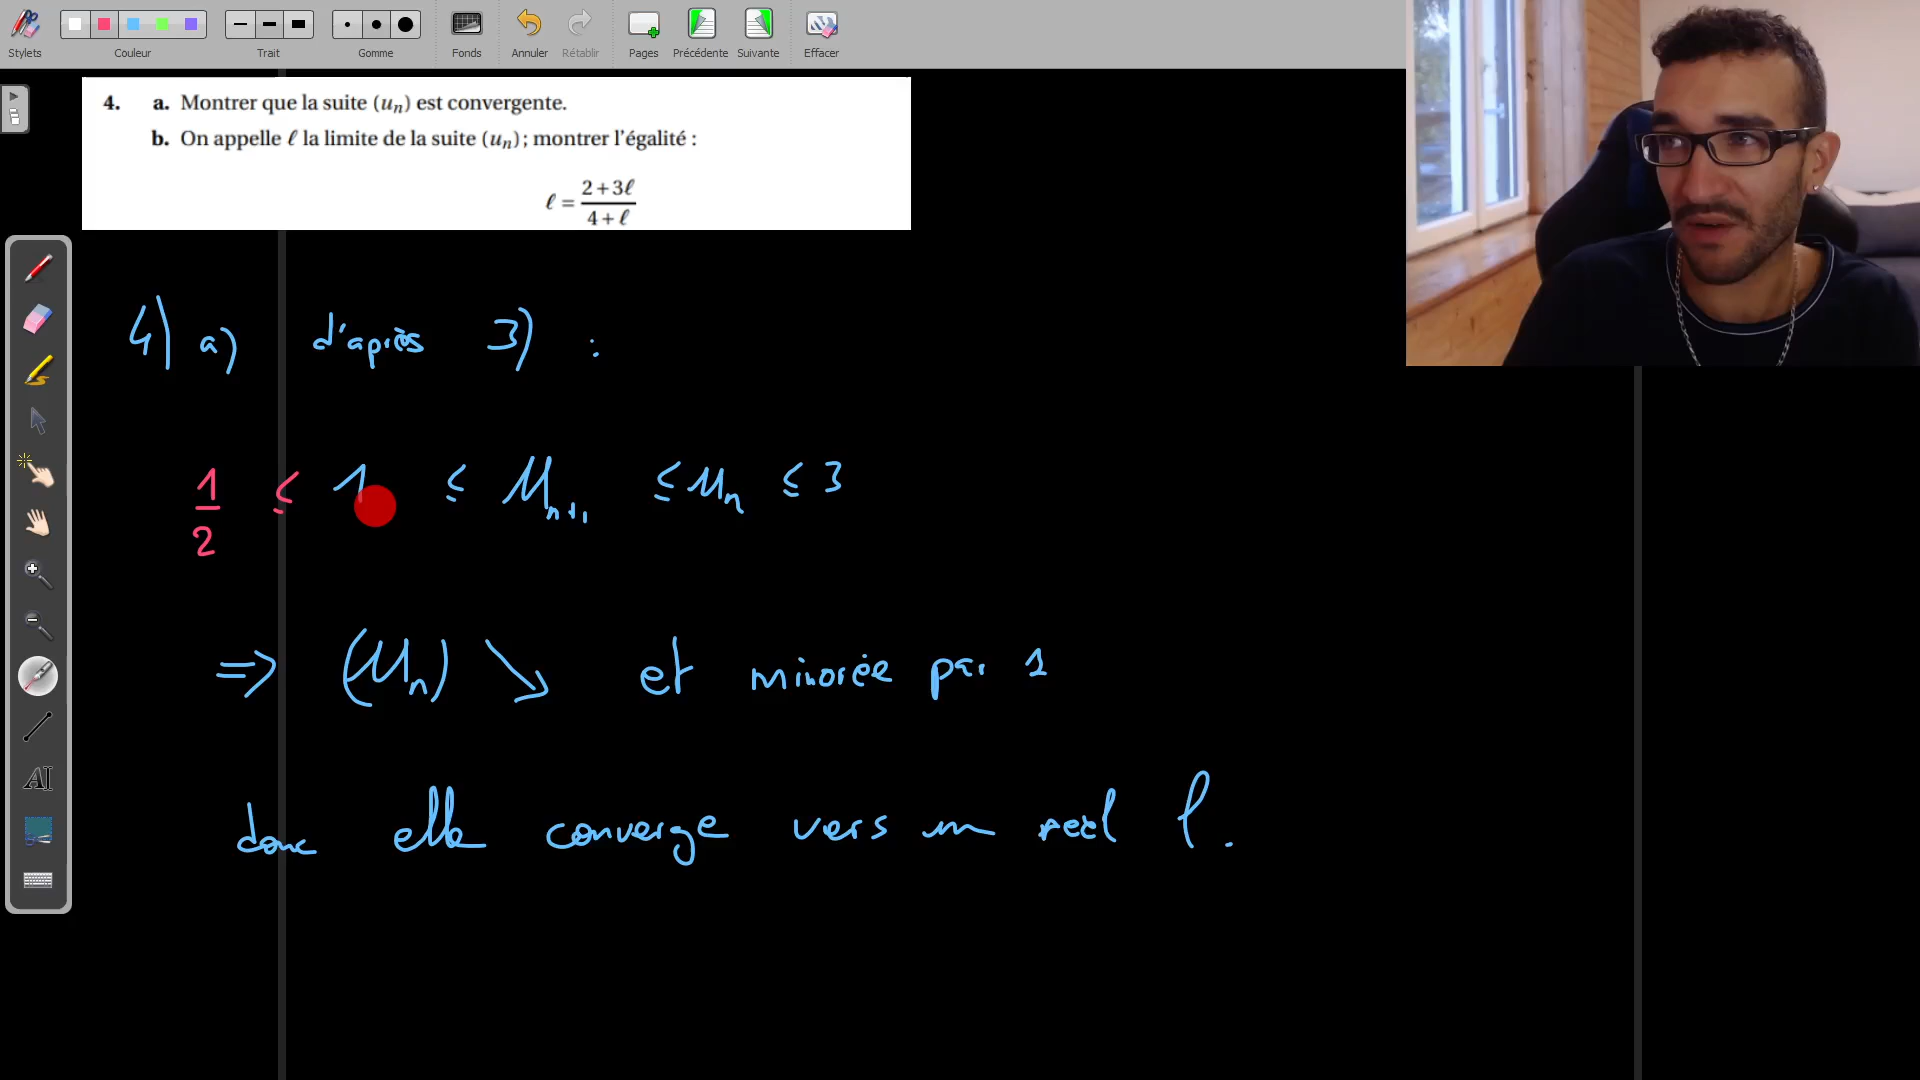 Stylets Couleur Trait Gomme Fonds Annuler Rétablir Pages Précédente Suivante Effacer
4. a. Montrer que la suite (uₙ) est convergente.
b. On appelle ℓ la limite de la suite (uₙ) ; montrer l'égalité :
ℓ = (2+3ℓ)/(4+ℓ)
4) a) d'après 3) :
1/2 ≤ 1 ≤ Uₙ₊₁ ≤ Uₙ ≤ 3
=> (Uₙ) ↘ et minorée par 1
donc elle converge vers un réel ℓ.